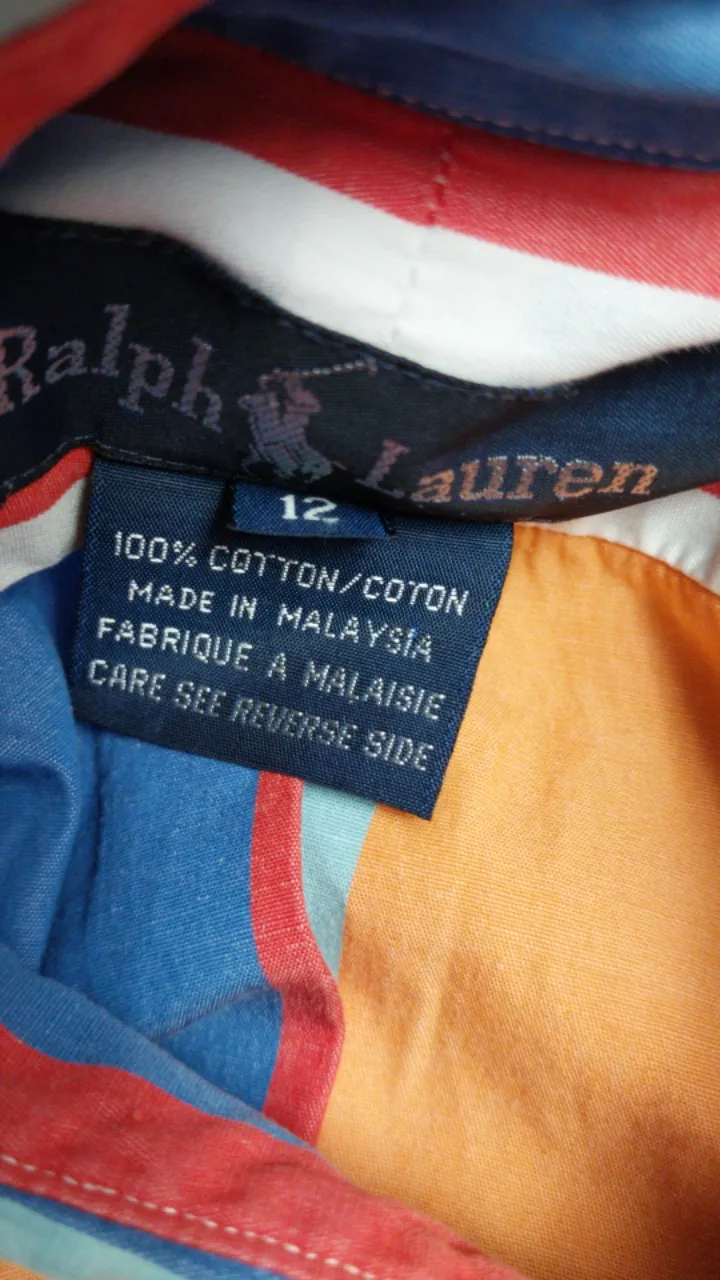 Ralph Lauren
12
100% COTTON/COTON
MADE IN MALAYSIA
FABRIQUE A MALAISIE
CARE SEE REVERSE SIDE